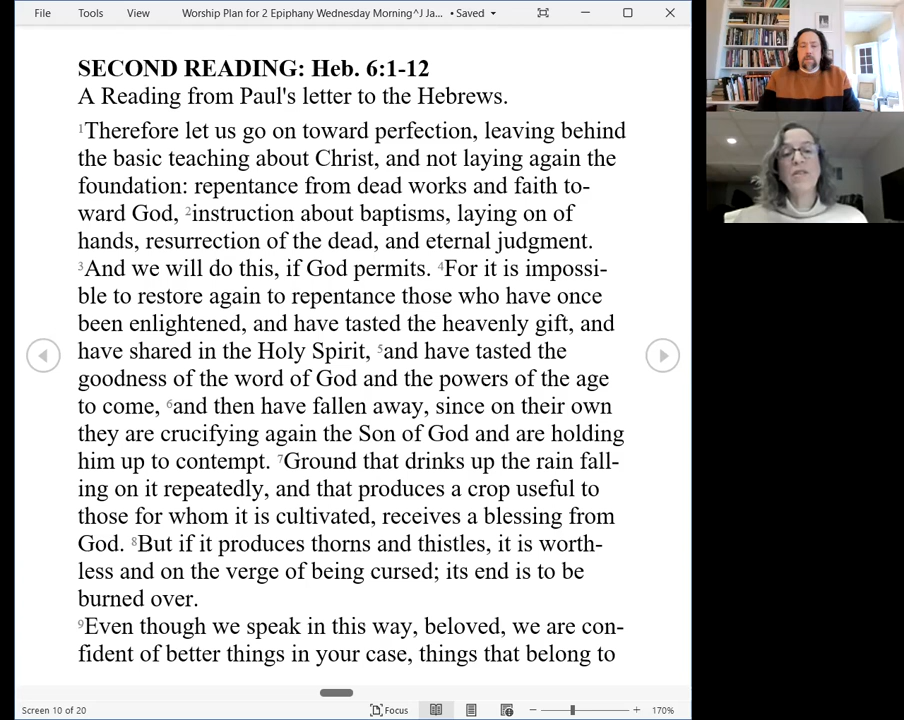 File Tools View Worship Plan for 2 Epiphany Wednesday Morning^J Ja... • Saved
SECOND READING: Heb. 6:1-12
A Reading from Paul's letter to the Hebrews.
1Therefore let us go on toward perfection, leaving behind
the basic teaching about Christ, and not laying again the
foundation: repentance from dead works and faith to-
ward God, 2instruction about baptisms, laying on of
hands, resurrection of the dead, and eternal judgment.
3And we will do this, if God permits. 4For it is impossi-
ble to restore again to repentance those who have once
been enlightened, and have tasted the heavenly gift, and
have shared in the Holy Spirit, 5and have tasted the
goodness of the word of God and the powers of the age
to come, 6and then have fallen away, since on their own
they are crucifying again the Son of God and are holding
him up to contempt. 7Ground that drinks up the rain fall-
ing on it repeatedly, and that produces a crop useful to
those for whom it is cultivated, receives a blessing from
God. 8But if it produces thorns and thistles, it is worth-
less and on the verge of being cursed; its end is to be
burned over.
9Even though we speak in this way, beloved, we are con-
fident of better things in your case, things that belong to
Screen 10 of 20 Focus 170%